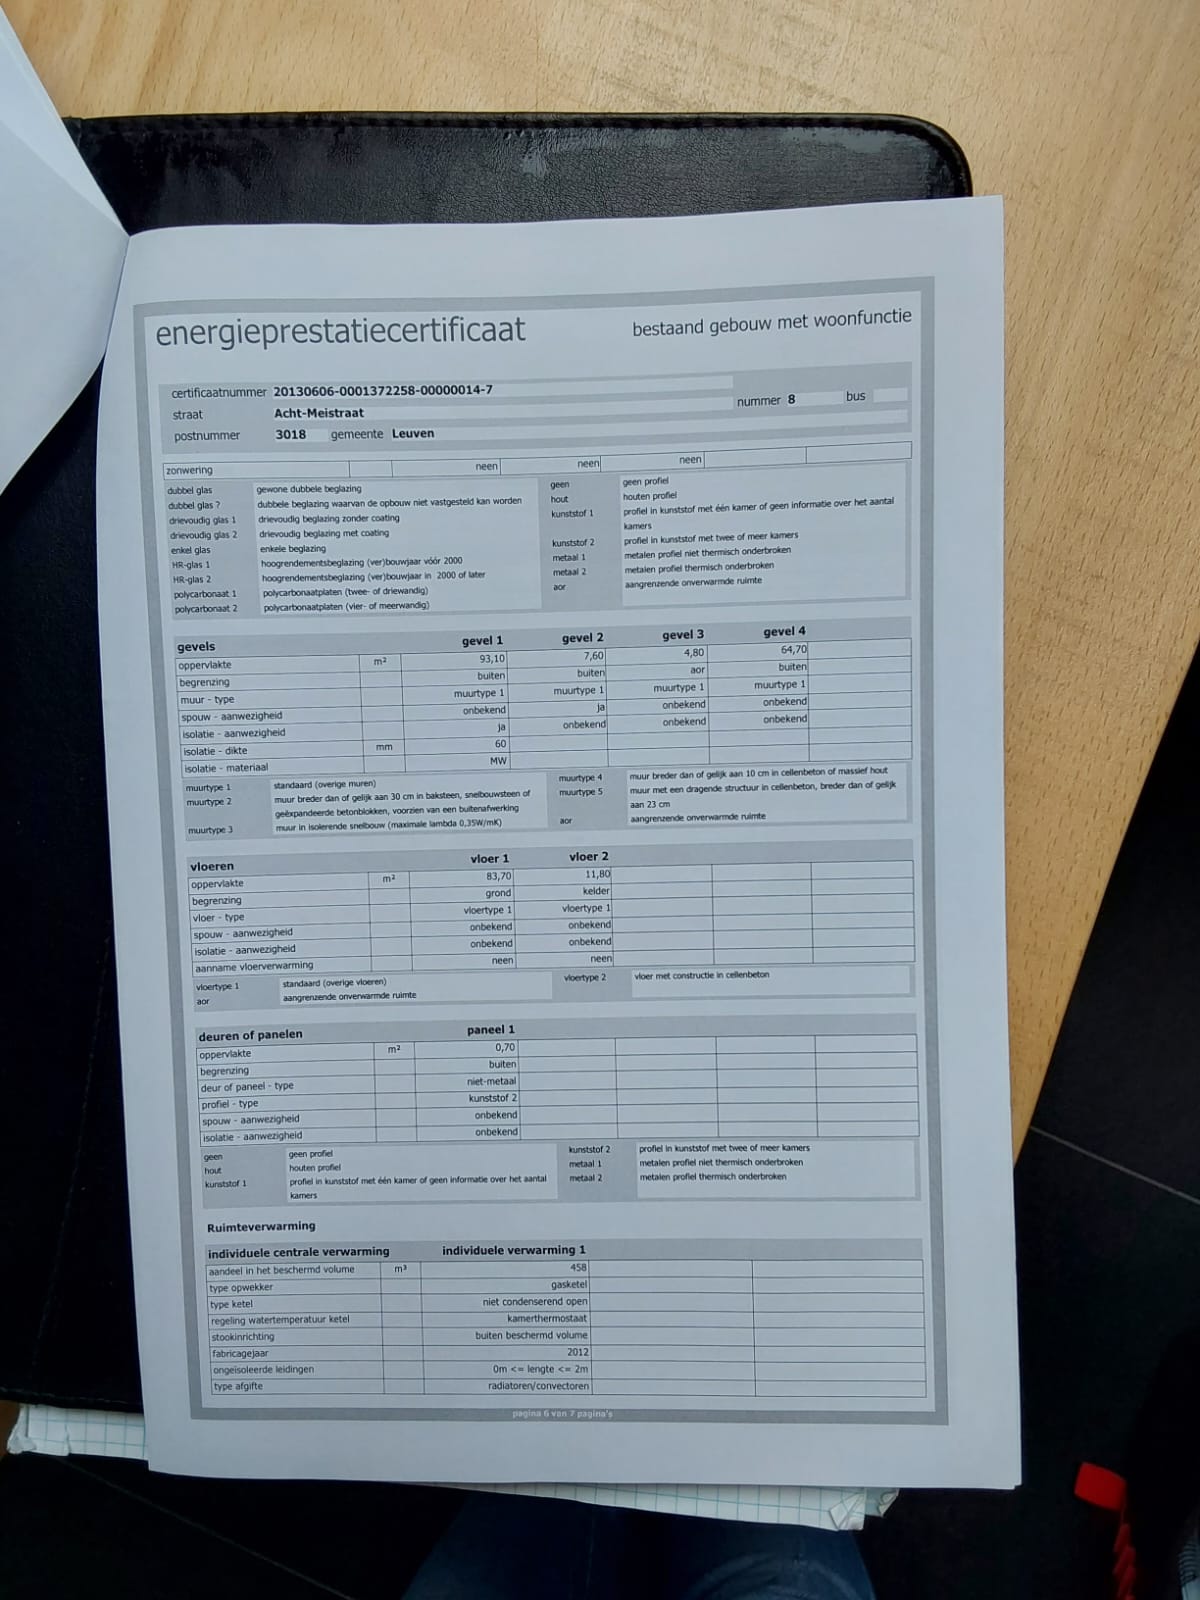 energieprestatiecertificaat bestaand gebouw met woonfunctie
certificaatnummer 20130606-0001372258-00000014-7
straat Acht-Meistraat nummer 8 bus
postnummer 3018 gemeente Leuven
zonwering neen neen neen
dubbel glas gewone dubbele beglazing
dubbel glas ? dubbele beglazing waarvan de opbouw niet vastgesteld kan worden
drievoudig glas 1 drievoudig beglazing zonder coating
drievoudig glas 2 drievoudig beglazing met coating
enkel glas enkele beglazing
HR-glas 1 hoogrendementsbeglazing (ver)bouwjaar vóór 2000
HR-glas 2 hoogrendementsbeglazing (ver)bouwjaar in 2000 of later
polycarbonaat 1 polycarbonaatplaten (twee- of driewandig)
polycarbonaat 2 polycarbonaatplaten (vier- of meerwandig)
geen geen profiel
hout houten profiel
kunststof 1 profiel in kunststof met één kamer of geen informatie over het aantal
kamers
kunststof 2 profiel in kunststof met twee of meer kamers
metaal 1 metalen profiel niet thermisch onderbroken
metaal 2 metalen profiel thermisch onderbroken
aor aangrenzende onverwarmde ruimte
gevels gevel 1 gevel 2 gevel 3 gevel 4
oppervlakte m² 93,10 7,60 4,80 64,70
begrenzing buiten buiten aor buiten
muur - type muurtype 1 muurtype 1 muurtype 1 muurtype 1
spouw - aanwezigheid onbekend ja onbekend onbekend
isolatie - aanwezigheid ja onbekend onbekend onbekend
isolatie - dikte mm 60
isolatie - materiaal MW
muurtype 1 standaard (overige muren)
muurtype 2 muur breder dan of gelijk aan 30 cm in baksteen, snelbouwsteen of
geëxpandeerde betonblokken, voorzien van een buitenafwerking
muurtype 3 muur in isolerende snelbouw (maximale lambda 0,35W/mK)
muurtype 4 muur breder dan of gelijk aan 10 cm in cellenbeton of massief hout
muurtype 5 muur met een dragende structuur in cellenbeton, breder dan of gelijk
aan 23 cm
aor aangrenzende onverwarmde ruimte
vloeren vloer 1 vloer 2
oppervlakte m² 83,70 11,80
begrenzing grond kelder
vloer - type vloertype 1 vloertype 1
spouw - aanwezigheid onbekend onbekend
isolatie - aanwezigheid onbekend onbekend
aanname vloerverwarming neen neen
vloertype 1 standaard (overige vloeren)
aor aangrenzende onverwarmde ruimte
vloertype 2 vloer met constructie in cellenbeton
deuren of panelen paneel 1
oppervlakte m² 0,70
begrenzing buiten
deur of paneel - type niet-metaal
profiel - type kunststof 2
spouw - aanwezigheid onbekend
isolatie - aanwezigheid onbekend
geen geen profiel
hout houten profiel
kunststof 1 profiel in kunststof met één kamer of geen informatie over het aantal
kamers
kunststof 2 profiel in kunststof met twee of meer kamers
metaal 1 metalen profiel niet thermisch onderbroken
metaal 2 metalen profiel thermisch onderbroken
Ruimteverwarming
individuele centrale verwarming individuele verwarming 1
aandeel in het beschermd volume m³ 458
type opwekker gasketel
type ketel niet condenserend open
regeling watertemperatuur ketel kamerthermostaat
stookinrichting buiten beschermd volume
fabricagejaar 2012
ongeïsoleerde leidingen 0m <= lengte <= 2m
type afgifte radiatoren/convectoren
pagina 6 van 7 pagina's